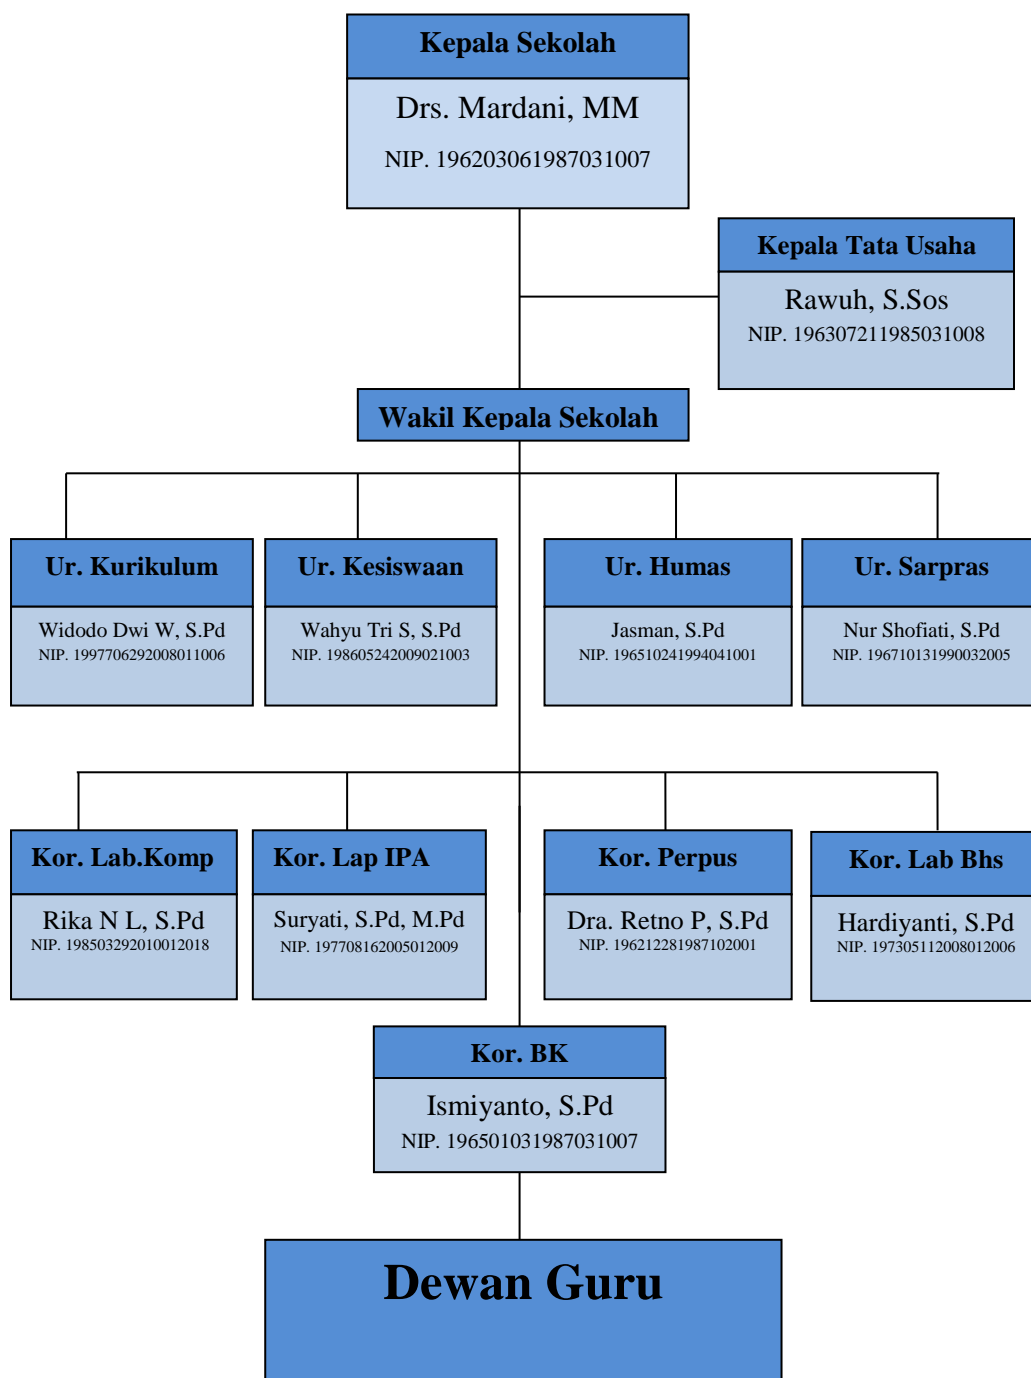 Kepala Sekolah
Drs. Mardani, MM
NIP. 196203061987031007
Kepala Tata Usaha
Rawuh, S.Sos
NIP. 196307211985031008
Wakil Kepala Sekolah
Ur. Kurikulum
Widodo Dwi W, S.Pd
NIP. 1997706292008011006
Ur. Kesiswaan
Wahyu Tri S, S.Pd
NIP. 198605242009021003
Ur. Humas
Jasman, S.Pd
NIP. 196510241994041001
Ur. Sarpras
Nur Shofiati, S.Pd
NIP. 196710131990032005
Kor. Lab.Komp
Rika N L, S.Pd
NIP. 198503292010012018
Kor. Lap IPA
Suryati, S.Pd, M.Pd
NIP. 197708162005012009
Kor. Perpus
Dra. Retno P, S.Pd
NIP. 196212281987102001
Kor. Lab Bhs
Hardiyanti, S.Pd
NIP. 197305112008012006
Kor. BK
Ismiyanto, S.Pd
NIP. 196501031987031007
Dewan Guru